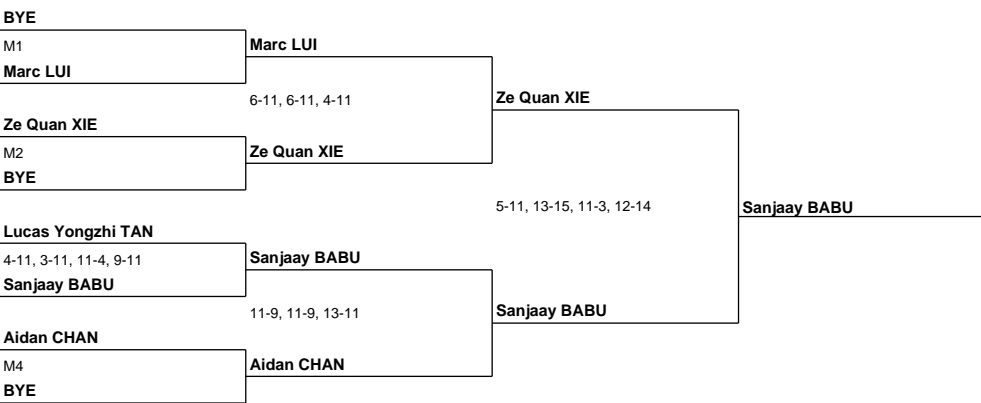 BYE
M1
Marc LUI
Marc LUI
6-11, 6-11, 4-11
Ze Quan XIE
Ze Quan XIE
M2
BYE
Ze Quan XIE
5-11, 13-15, 11-3, 12-14
Sanjaay BABU
Lucas Yongzhi TAN
4-11, 3-11, 11-4, 9-11
Sanjaay BABU
Sanjaay BABU
11-9, 11-9, 13-11
Sanjaay BABU
Aidan CHAN
M4
BYE
Aidan CHAN